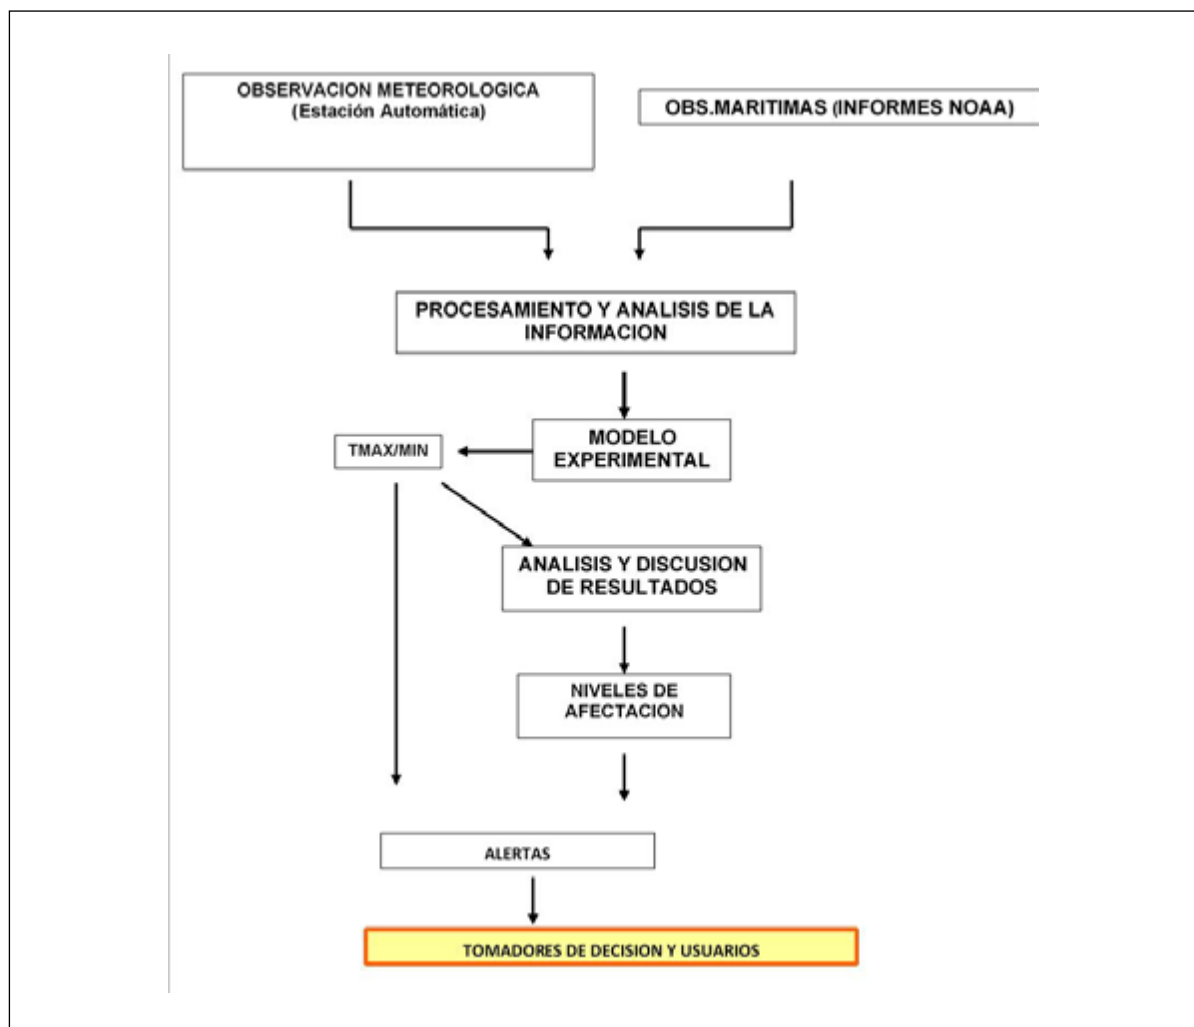 OBSERVACION METEOROLOGICA
(Estación Automática)
OBS.MARITIMAS (INFORMES NOAA)
PROCESAMIENTO Y ANALISIS DE LA
INFORMACION
MODELO
EXPERIMENTAL
TMAX/MIN
ANALISIS Y DISCUSION
DE RESULTADOS
NIVELES DE
AFECTACION
ALERTAS
TOMADORES DE DECISION Y USUARIOS